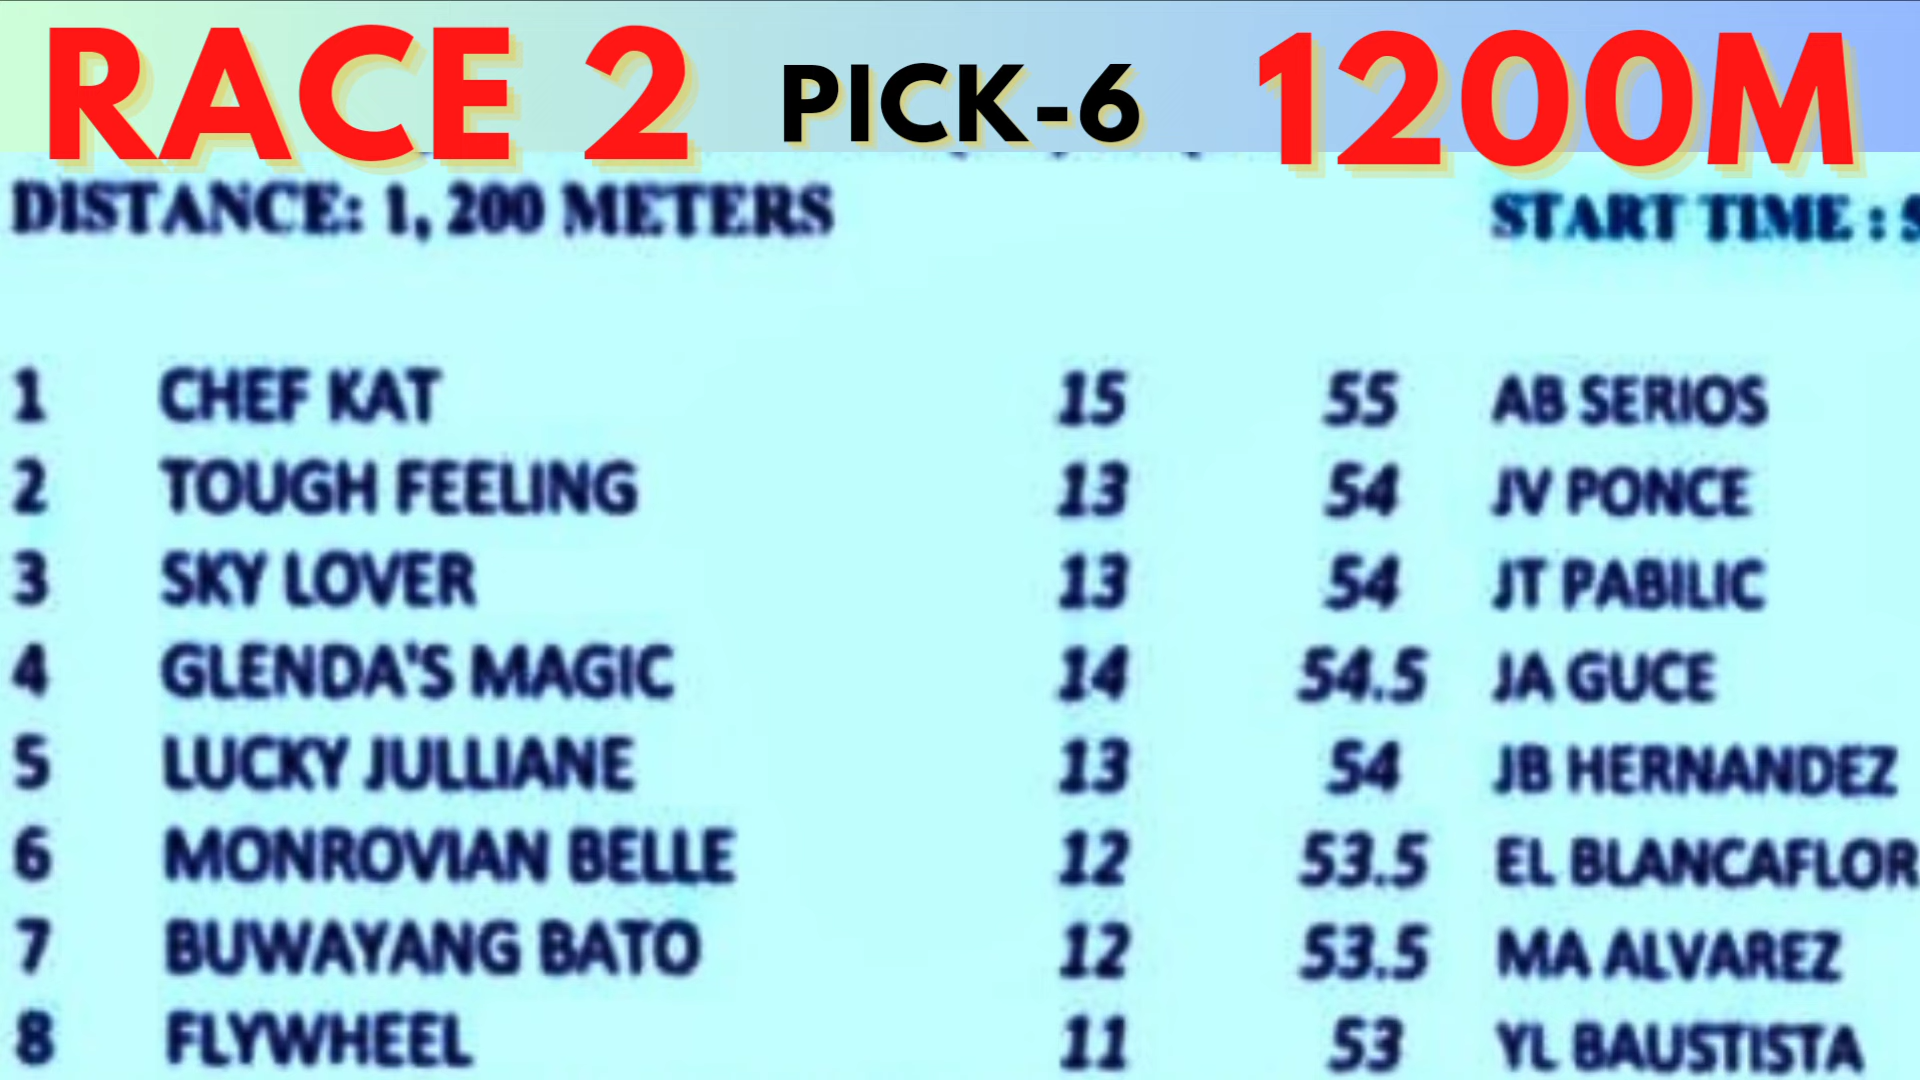 RACE 2 PICK-6 1200M
DISTANCE: 1, 200 METERS START TIME :
1 CHEF KAT 15 55 AB SERIOS
2 TOUGH FEELING 13 54 JV PONCE
3 SKY LOVER 13 54 JT PABILIC
4 GLENDA'S MAGIC 14 54.5 JA GUCE
5 LUCKY JULLIANE 13 54 JB HERNANDEZ
6 MONROVIAN BELLE 12 53.5 EL BLANCAFLOR
7 BUWAYANG BATO 12 53.5 MA ALVAREZ
8 FLYWHEEL 11 53 YL BAUSTISTA